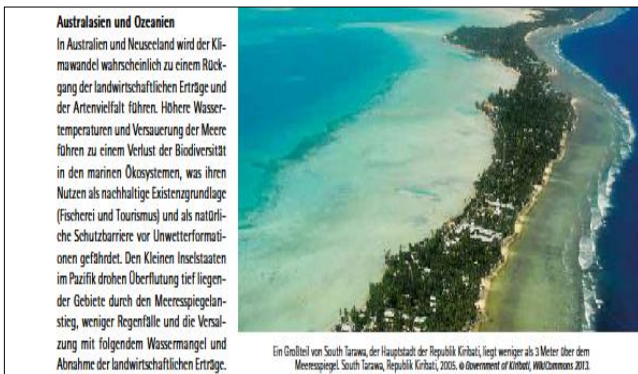 Australasien und Ozeanien
In Australien und Neuseeland wird der Kli-
mawandel wahrscheinlich zu einem Rück-
gang der landwirtschaftlichen Erträge und
der Artenvielfalt führen. Höhere Wasser-
temperaturen und Versauerung der Meere
führen zu einem Verlust der Biodiversität
in den marinen Ökosystemen, was ihren
Nutzen als nachhaltige Existenzgrundlage
(Fischerei und Tourismus) und als natürli-
che Schutzbarriere vor Unwetterformati-
onen gefährdet. Den Kleinen Inselstaaten
im Pazifik drohen Überflutung tief liegen-
der Gebiete durch den Meeresspiegelan-
stieg, weniger Regenfälle und die Versal-
zung mit folgendem Wassermangel und
Abnahme der landwirtschaftlichen Erträge.
Ein Großteil von South Tarawa, der Hauptstadt der Republik Kiribati, liegt weniger als 3 Meter über dem
Meeresspiegel. South Tarawa, Republik Kiribati, 2005. © Government of Kiribati, WikiCommons 2013.